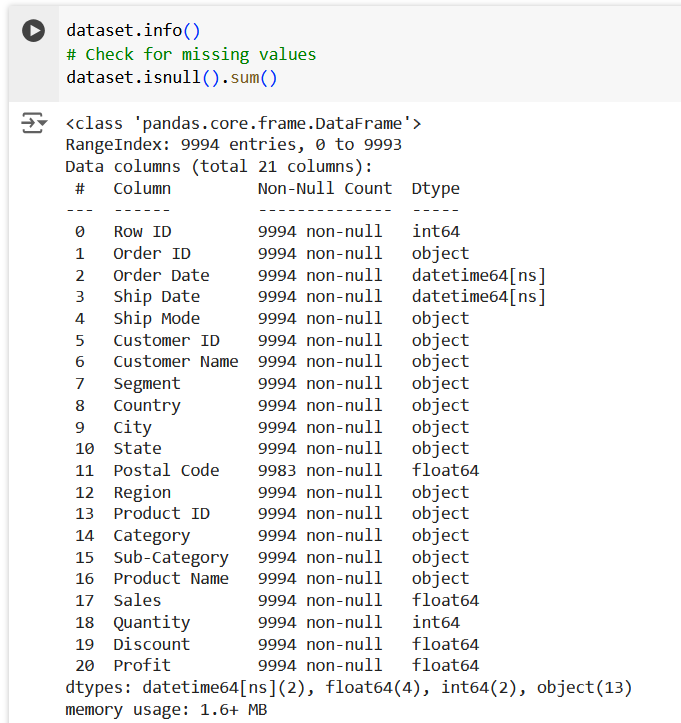 dataset.info()
# Check for missing values
dataset.isnull().sum()
<class 'pandas.core.frame.DataFrame'>
RangeIndex: 9994 entries, 0 to 9993
Data columns (total 21 columns):
 #   Column         Non-Null Count  Dtype
---  ------         --------------  -----
 0   Row ID         9994 non-null   int64
 1   Order ID       9994 non-null   object
 2   Order Date     9994 non-null   datetime64[ns]
 3   Ship Date      9994 non-null   datetime64[ns]
 4   Ship Mode      9994 non-null   object
 5   Customer ID    9994 non-null   object
 6   Customer Name  9994 non-null   object
 7   Segment        9994 non-null   object
 8   Country        9994 non-null   object
 9   City           9994 non-null   object
 10  State          9994 non-null   object
 11  Postal Code    9983 non-null   float64
 12  Region         9994 non-null   object
 13  Product ID     9994 non-null   object
 14  Category       9994 non-null   object
 15  Sub-Category   9994 non-null   object
 16  Product Name   9994 non-null   object
 17  Sales          9994 non-null   float64
 18  Quantity       9994 non-null   int64
 19  Discount       9994 non-null   float64
 20  Profit         9994 non-null   float64
dtypes: datetime64[ns](2), float64(4), int64(2), object(13)
memory usage: 1.6+ MB